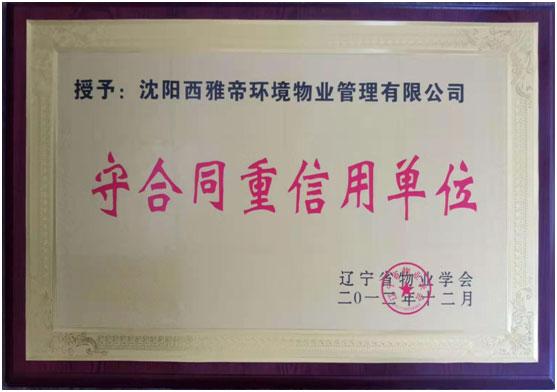 授予：沈阳西雅帝环境物业管理有限公司
守合同重信用单位
辽宁省物业学会
二〇一二年十二月